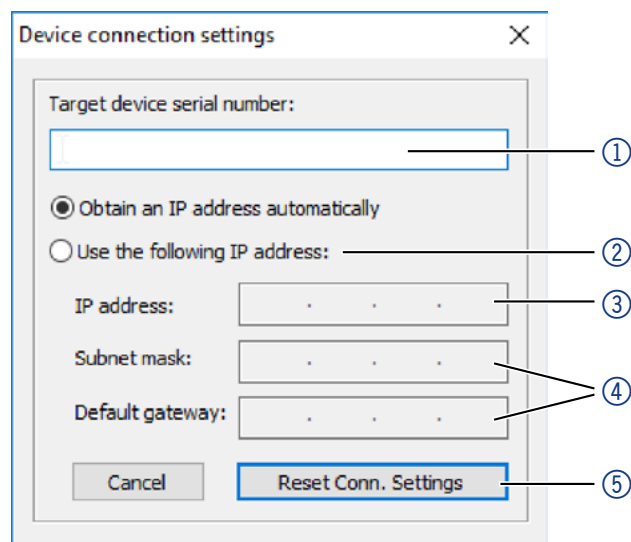 Device connection settings
Target device serial number:
①
Obtain an IP address automatically
Use the following IP address: ②
IP address: . . . ③
Subnet mask: . . .
④
Default gateway: . . .
Cancel Reset Conn. Settings ⑤